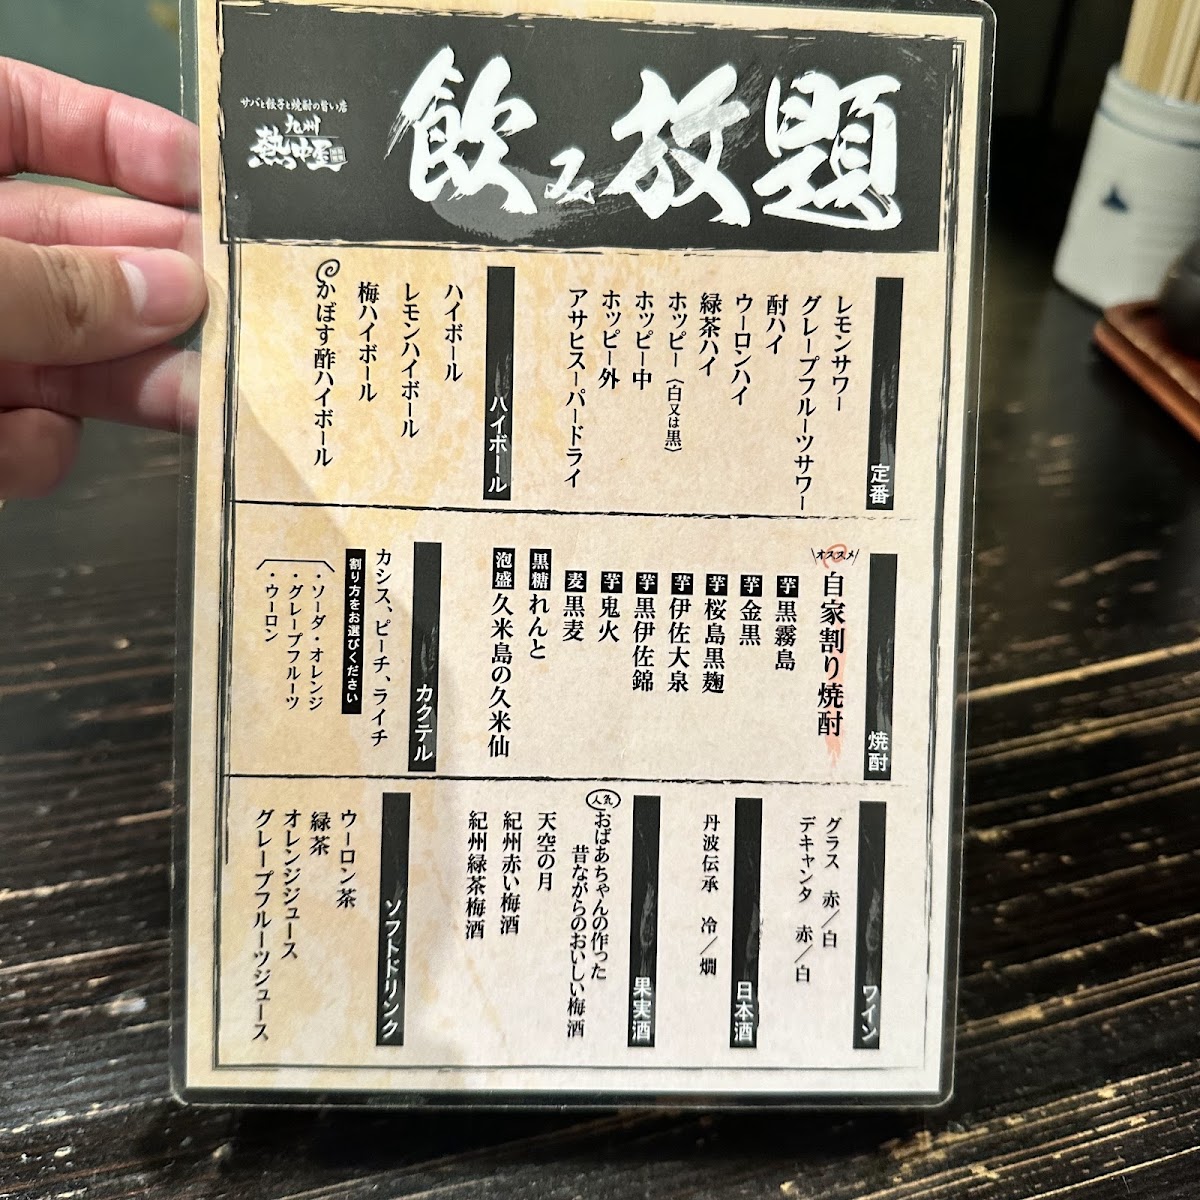 サバと餃子と焼酎の旨い店
九州
熱中屋
飲み放題
定番
レモンサワー
グレープフルーツサワー
酎ハイ
ウーロンハイ
緑茶ハイ
ホッピー（白又は黒）
ホッピー中
ホッピー外
アサヒスーパードライ
ハイボール
ハイボール
レモンハイボール
梅ハイボール
かぼす酢ハイボール
焼酎
オススメ
自家割り焼酎
芋 黒霧島
芋 金黒
芋 桜島黒麹
芋 伊佐大泉
芋 黒伊佐錦
芋 鬼火
麦 黒麦
黒糖 れんと
泡盛 久米島の久米仙
カクテル
カシス、ピーチ、ライチ
割り方をお選びください
・ソーダ・オレンジ
・グレープフルーツ
・ウーロン
ワイン
グラス 赤／白
デキャンタ 赤／白
日本酒
丹波伝承 冷／燗
果実酒
人気
おばあちゃんの作った
昔ながらのおいしい梅酒
天空の月
紀州赤い梅酒
紀州緑茶梅酒
ソフトドリンク
ウーロン茶
緑茶
オレンジジュース
グレープフルーツジュース